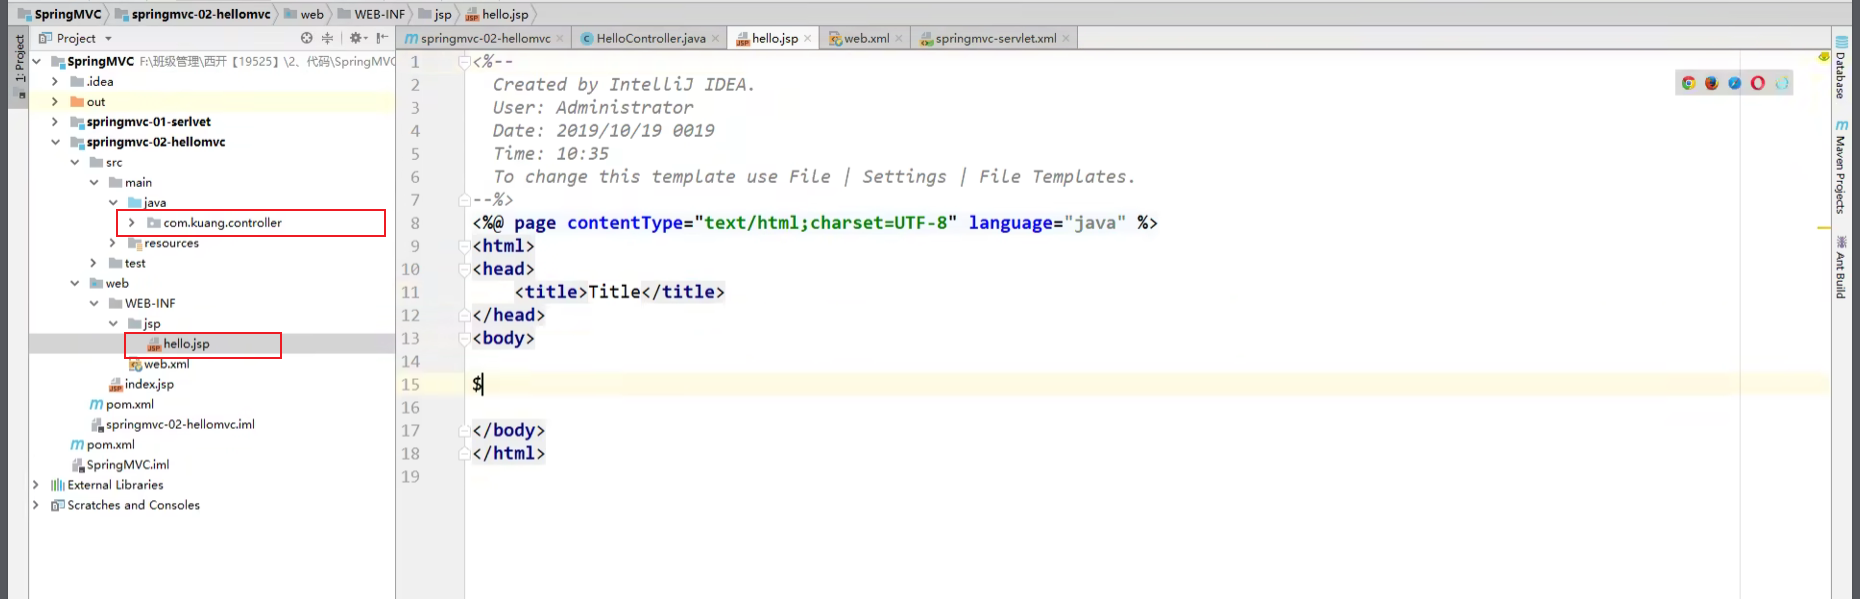 SpringMVC springmvc-02-hellomvc web WEB-INF jsp hello.jsp
1: Project
Project
springmvc-02-hellomvc HelloController.java hello.jsp web.xml springmvc-servlet.xml
SpringMVC F:\班级管理\西开【19525】\2、代码\SpringMVC
.idea
out
springmvc-01-serlvet
springmvc-02-hellomvc
src
main
java
com.kuang.controller
resources
test
web
WEB-INF
jsp
hello.jsp
web.xml
index.jsp
pom.xml
springmvc-02-hellomvc.iml
pom.xml
SpringMVC.iml
External Libraries
Scratches and Consoles
1 <%--
2 Created by IntelliJ IDEA.
3 User: Administrator
4 Date: 2019/10/19 0019
5 Time: 10:35
6 To change this template use File | Settings | File Templates.
7 --%>
8 <%@ page contentType="text/html;charset=UTF-8" language="java" %>
9 <html>
10 <head>
11 <title>Title</title>
12 </head>
13 <body>
14
15 $
16
17 </body>
18 </html>
19
Database
Maven Projects
Ant Build